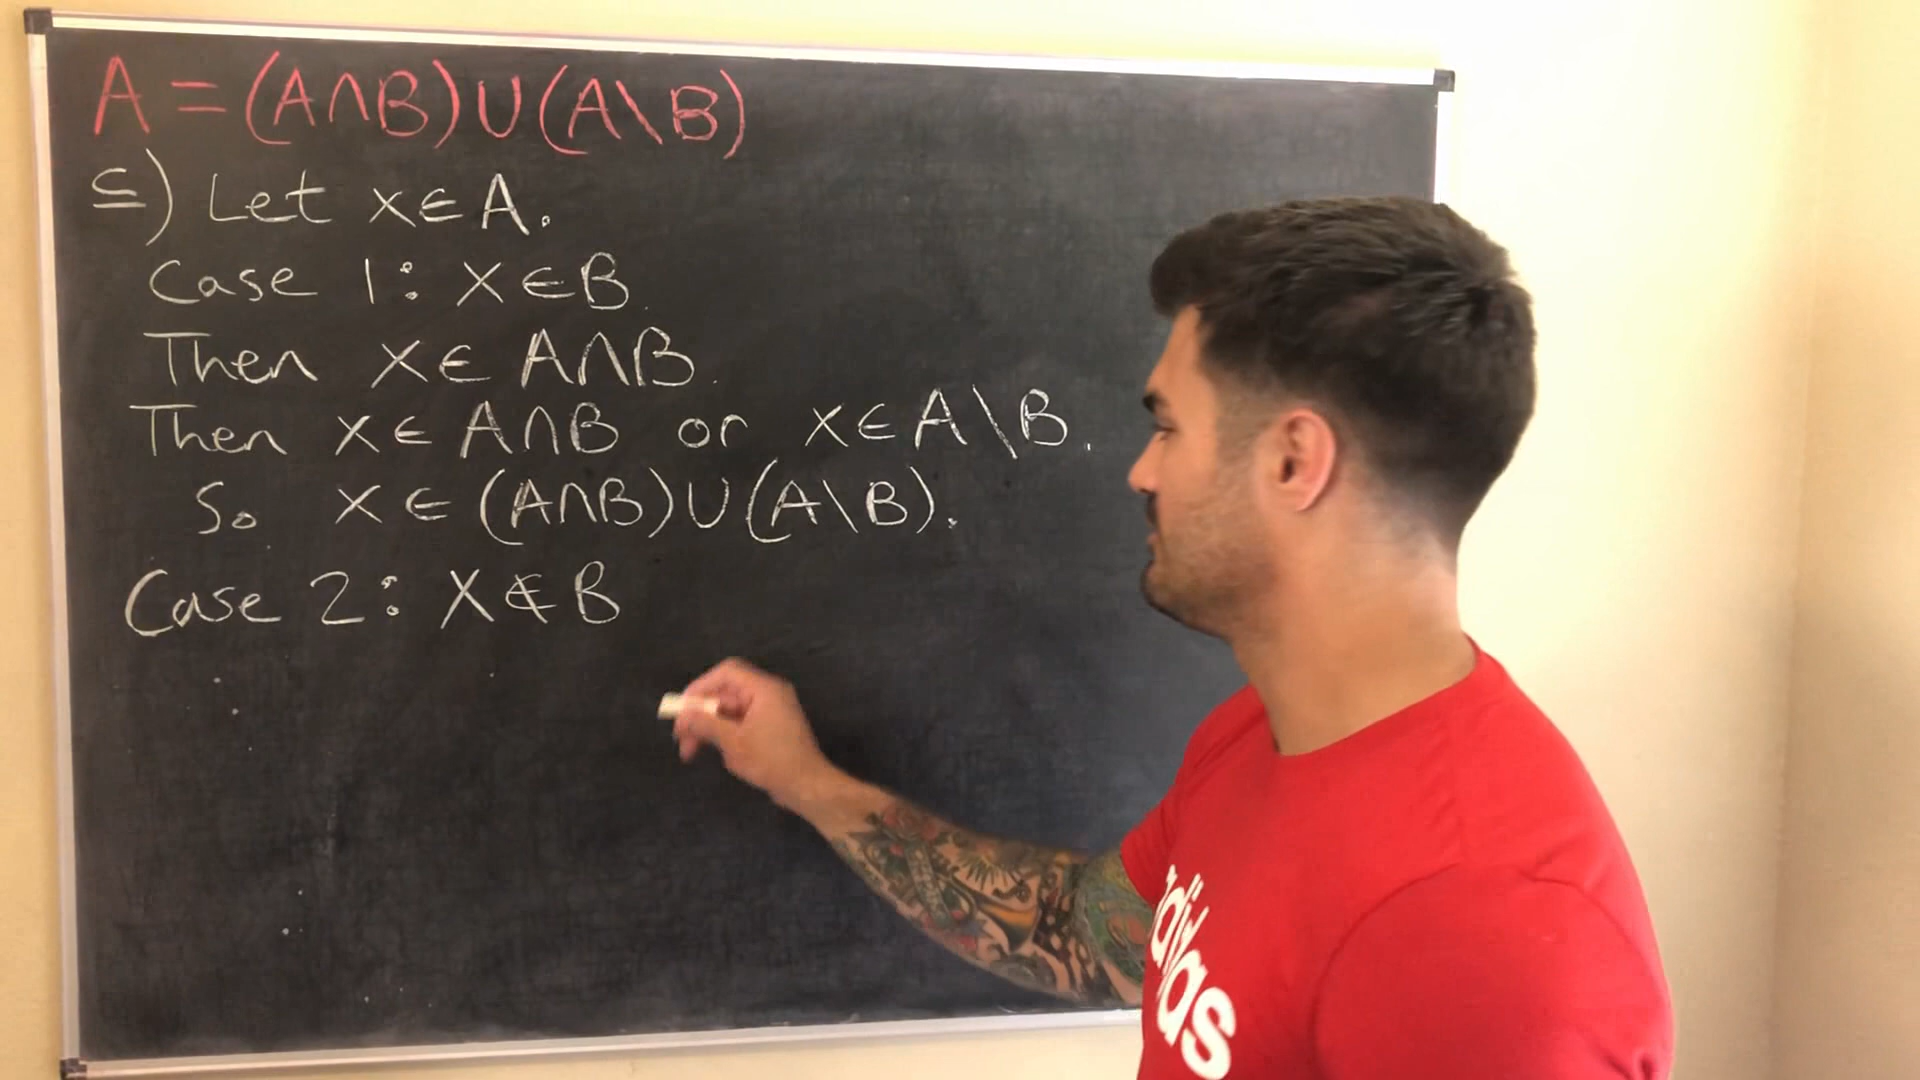 A = (A∩B)∪(A\B)
⊆) Let x∈A.
Case 1: x∈B.
Then x∈A∩B.
Then x∈A∩B or x∈A\B.
So x∈(A∩B)∪(A\B).
Case 2: x∉B
adidas